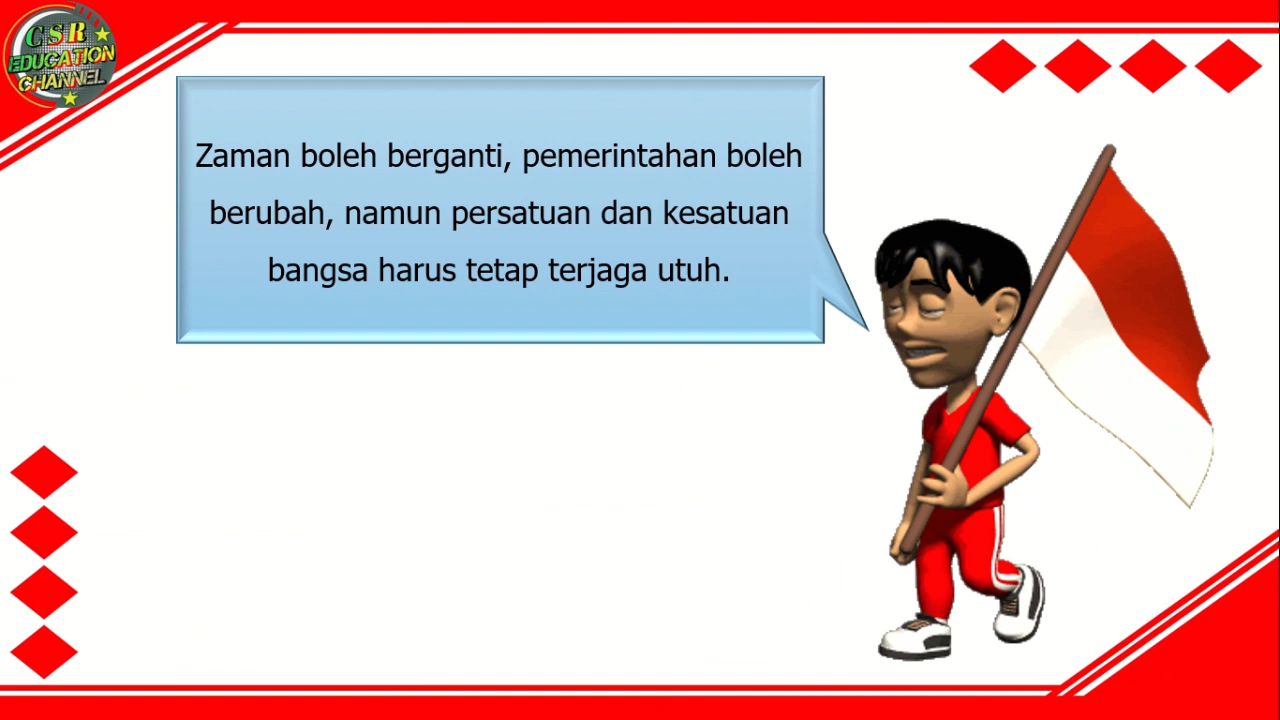 CSR
EDUCATION
CHANNEL
Zaman boleh berganti, pemerintahan boleh
berubah, namun persatuan dan kesatuan
bangsa harus tetap terjaga utuh.